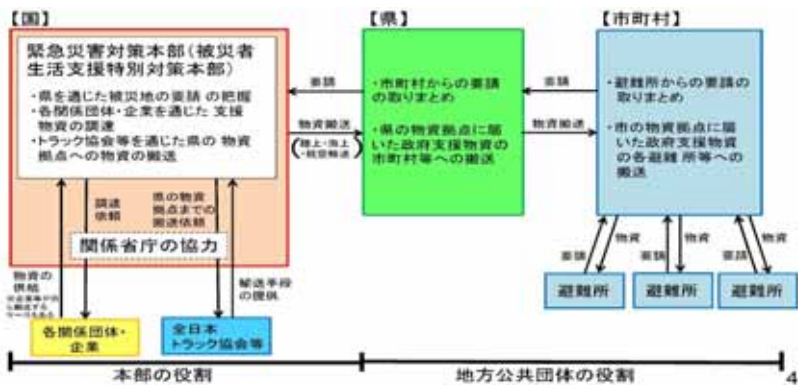 【国】
緊急災害対策本部(被災者
生活支援特別対策本部)
・県を通じた被災地の要請 の把握
・各関係団体・企業を通じた 支援
物資の調達
・トラック協会等を通じた県の 物資
拠点への物資の搬送
調達
依頼
県の物資
拠点までの
搬送依頼
関係省庁の協力
物資の
供給
輸送手段
の提供
各関係団体・
企業
全日本
トラック協会等
要請
物資搬送
(陸上・海上
・航空輸送)
【県】
・市町村からの要請
の取りまとめ
・県の物資拠点に届
いた政府支援物資の
市町村等への搬送
要請
物資搬送
【市町村】
・避難所からの要請の
取りまとめ
・市の物資拠点に届
いた政府支援物資
の各避難 所等への
搬送
要請
物資
要請
物資
要請
物資
避難所
避難所
避難所
本部の役割
地方公共団体の役割
4